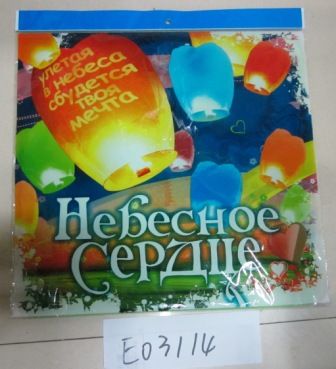 улетая
в небеса
сбудется
твоя
мечта
Небесное
Сердце
E03114